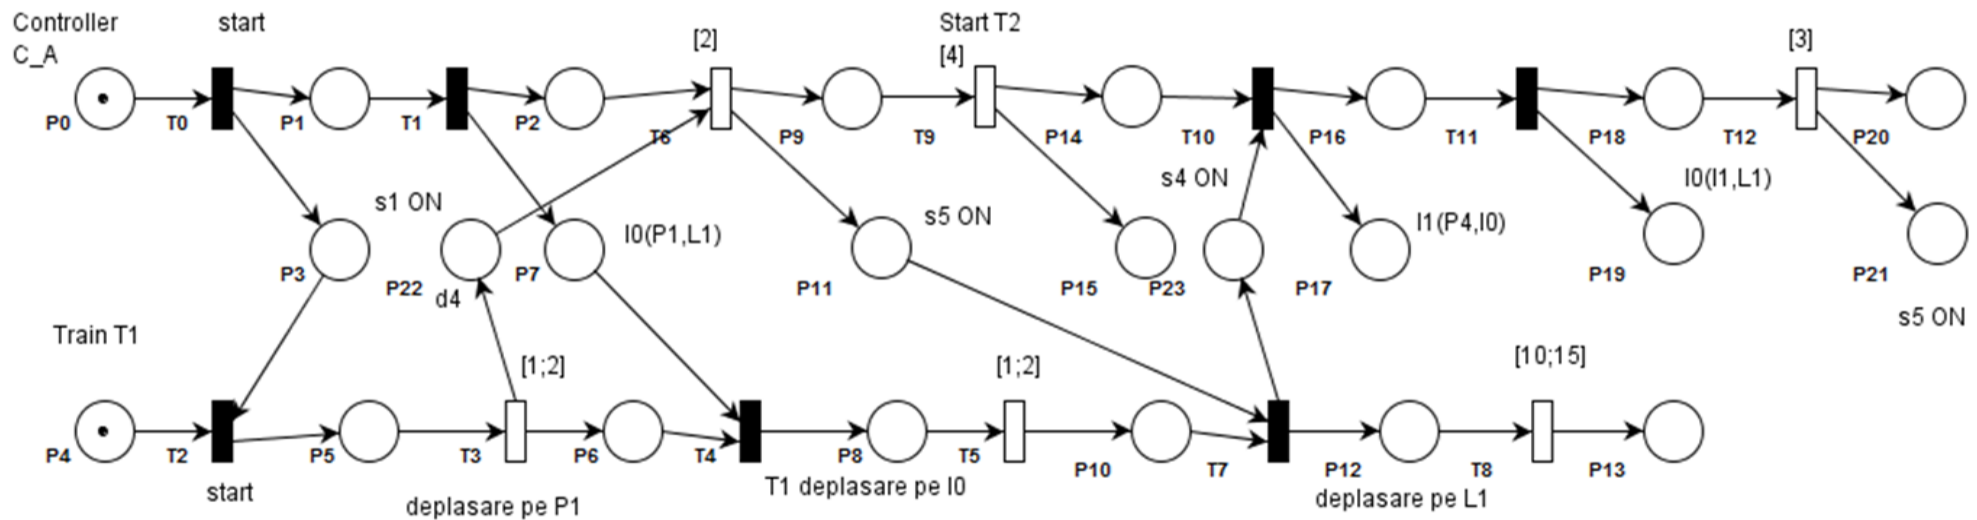 Controller
C_A
start
[2]
Start T2
[4]
[3]
P0
T0
P1
T1
P2
T6
P9
T9
P14
T10
P16
T11
P18
T12
P20
s1 ON
I0(P1,L1)
s5 ON
s4 ON
I1(P4,I0)
I0(I1,L1)
P3
P22
d4
P7
P11
P15
P23
P17
P19
P21
s5 ON
Train T1
[1;2]
[1;2]
[10;15]
P4
T2
P5
T3
P6
T4
P8
T5
P10
T7
P12
T8
P13
start
deplasare pe P1
T1 deplasare pe I0
deplasare pe L1